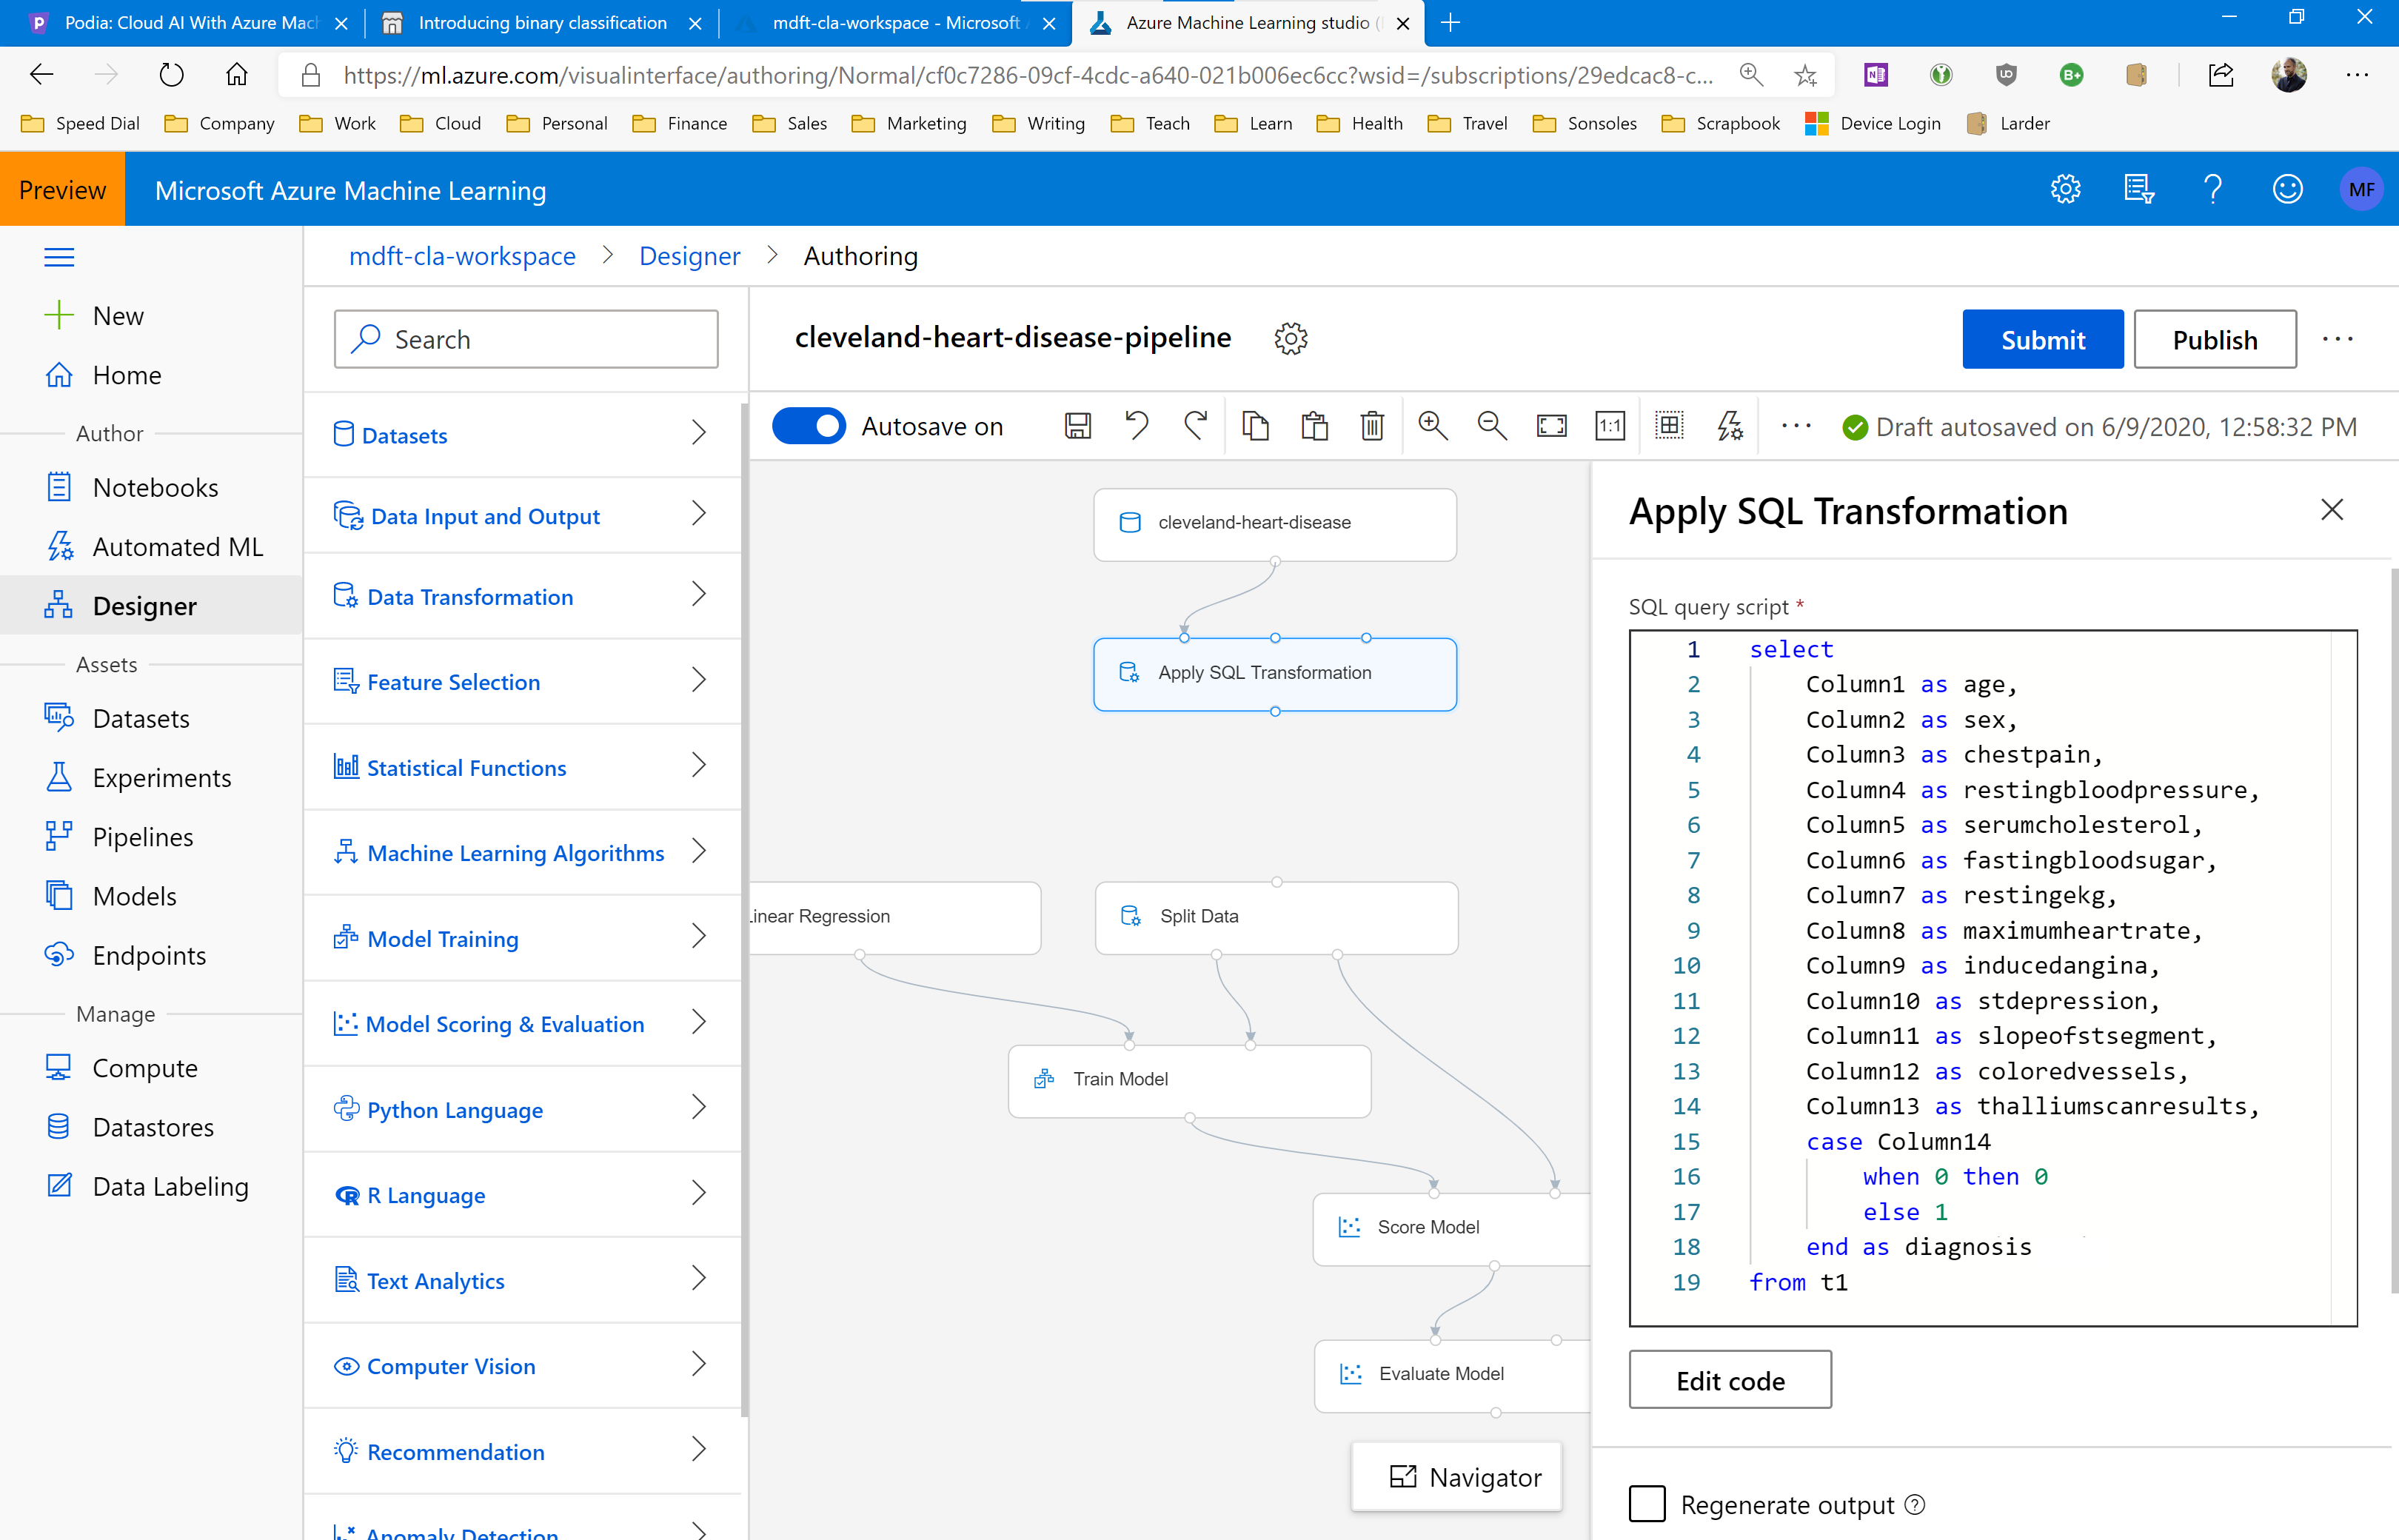 Podia: Cloud AI With Azure Mach
Introducing binary classification
mdft-cla-workspace - Microsoft A
Azure Machine Learning studio (
https://ml.azure.com/visualinterface/authoring/Normal/cf0c7286-09cf-4cdc-a640-021b006ec6cc?wsid=/subscriptions/29edcac8-c...
Speed Dial
Company
Work
Cloud
Personal
Finance
Sales
Marketing
Writing
Teach
Learn
Health
Travel
Sonsoles
Scrapbook
Device Login
Larder
Preview
Microsoft Azure Machine Learning
MF
New
Home
Author
Notebooks
Automated ML
Designer
Assets
Datasets
Experiments
Pipelines
Models
Endpoints
Manage
Compute
Datastores
Data Labeling
mdft-cla-workspace > Designer > Authoring
Search
Datasets
Data Input and Output
Data Transformation
Feature Selection
Statistical Functions
Machine Learning Algorithms
Model Training
Model Scoring & Evaluation
Python Language
R Language
Text Analytics
Computer Vision
Recommendation
Anomaly Detection
cleveland-heart-disease-pipeline
Submit
Publish
Autosave on
1:1
Draft autosaved on 6/9/2020, 12:58:32 PM
cleveland-heart-disease
Apply SQL Transformation
Linear Regression
Split Data
Train Model
Score Model
Evaluate Model
Navigator
Apply SQL Transformation
SQL query script *
1 select
2 Column1 as age,
3 Column2 as sex,
4 Column3 as chestpain,
5 Column4 as restingbloodpressure,
6 Column5 as serumcholesterol,
7 Column6 as fastingbloodsugar,
8 Column7 as restingekg,
9 Column8 as maximumheartrate,
10 Column9 as inducedangina,
11 Column10 as stdepression,
12 Column11 as slopeofstsegment,
13 Column12 as coloredvessels,
14 Column13 as thalliumscanresults,
15 case Column14
16 when 0 then 0
17 else 1
18 end as diagnosis
19 from t1
Edit code
Regenerate output